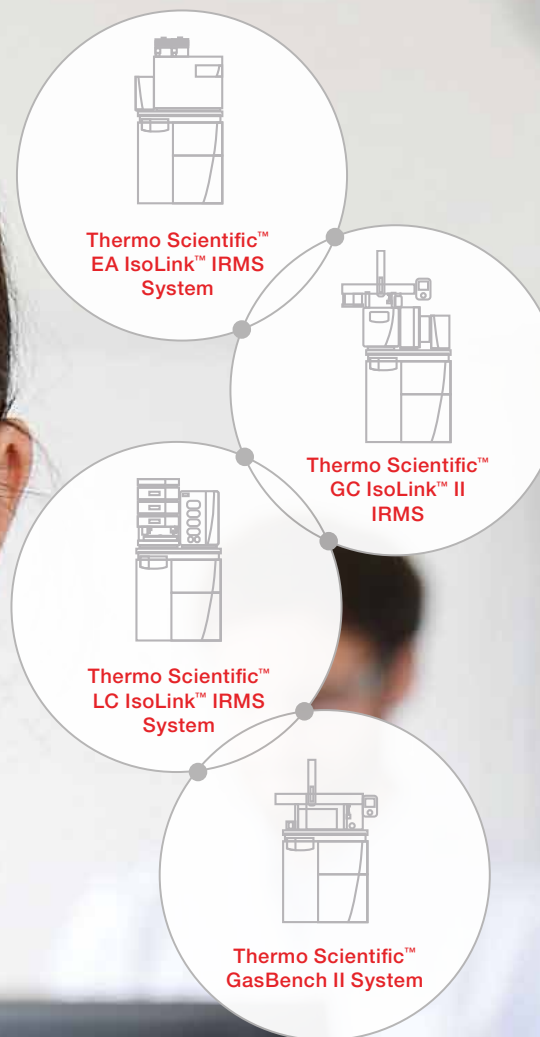 Thermo Scientific™
EA IsoLink™ IRMS
System
Thermo Scientific™
GC IsoLink™ II
IRMS
Thermo Scientific™
LC IsoLink™ IRMS
System
Thermo Scientific™
GasBench II System